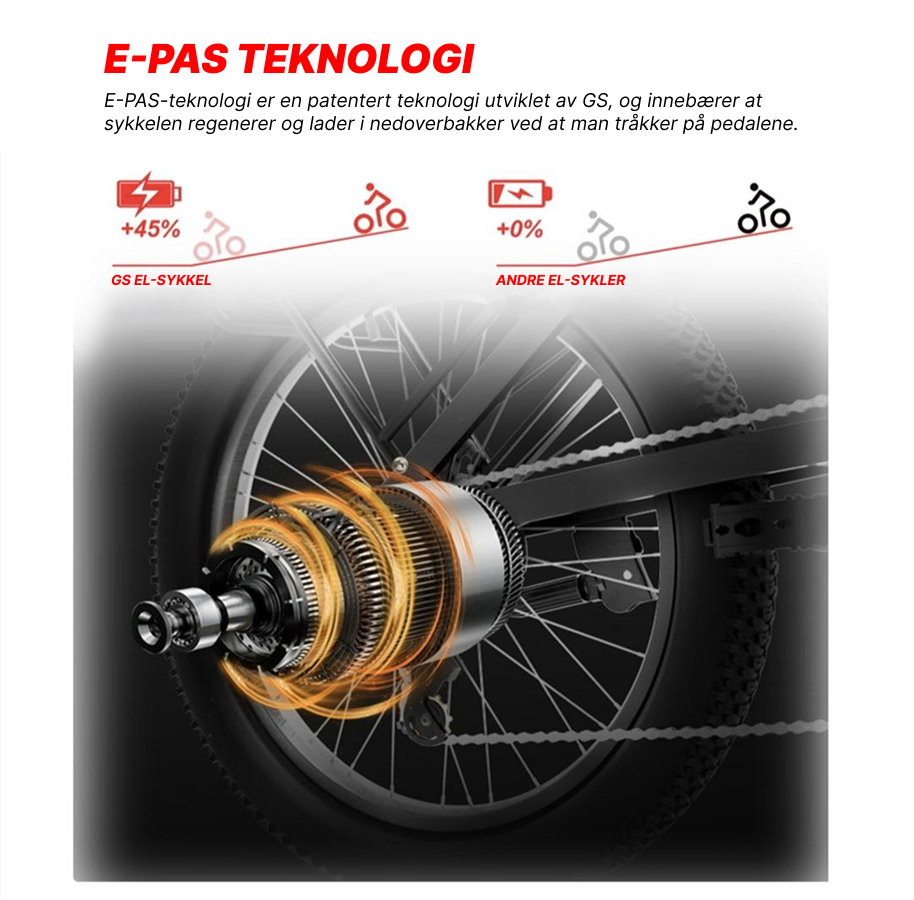 E-PAS TEKNOLOGI
E-PAS-teknologi er en patentert teknologi utviklet av GS, og innebærer at
sykkelen regenerer og lader i nedoverbakker ved at man tråkker på pedalene.
+45%
+0%
GS EL-SYKKEL
ANDRE EL-SYKLER